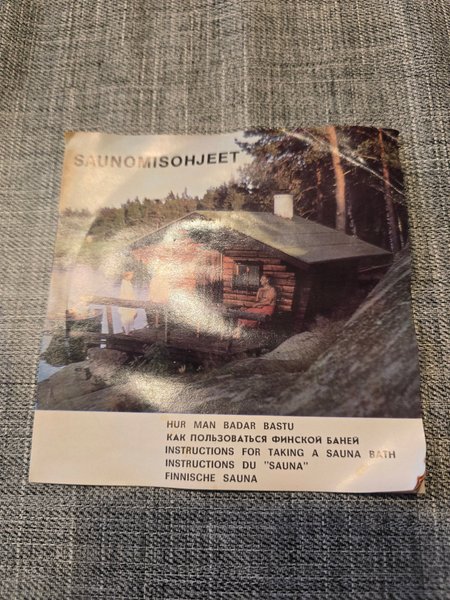 SAUNOMISOHJEET
HUR MAN BADAR BASTU
КАК ПОЛЬЗОВАТЬСЯ ФИНСКОЙ БАНЕЙ
INSTRUCTIONS FOR TAKING A SAUNA BATH
INSTRUCTIONS DU "SAUNA"
FINNISCHE SAUNA